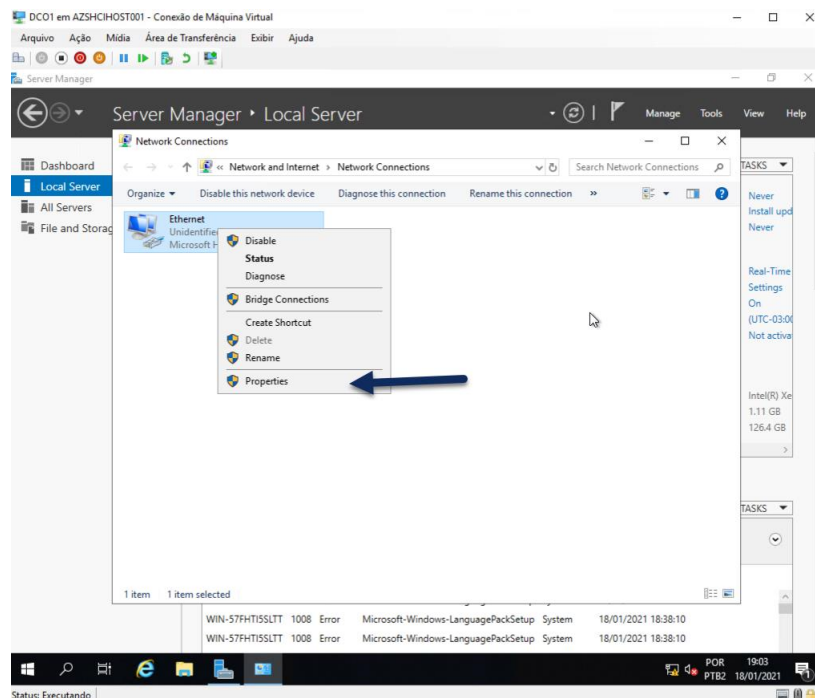 DCO1 em AZSHCIHOST001 - Conexão de Máquina Virtual
Arquivo Ação Mídia Área de Transferência Exibir Ajuda
Server Manager
Server Manager Local Server
Manage Tools View Help
Network Connections
Dashboard
Local Server
All Servers
File and Storag
« Network and Internet > Network Connections
Search Network Connections
Organize Disable this network device Diagnose this connection Rename this connection »
Ethernet
Unidentifie
Microsoft H
Disable
Status
Diagnose
Bridge Connections
Create Shortcut
Delete
Rename
Properties
TASKS
Never
Install upd
Never
Real-Time
Settings
On
(UTC-03:00
Not activa
Intel(R) Xe
1.11 GB
126.4 GB
TASKS
1 item 1 item selected
WIN-57FHTI5SLTT 1008 Error Microsoft-Windows-LanguagePackSetup System 18/01/2021 18:38:10
WIN-57FHTI5SLTT 1008 Error Microsoft-Windows-LanguagePackSetup System 18/01/2021 18:38:10
POR 19:03
PTB2 18/01/2021
1
Status: Executando